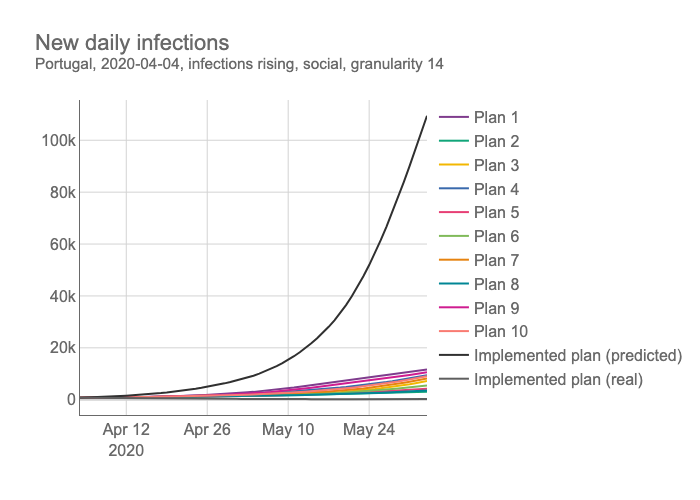 New daily infections
Portugal, 2020-04-04, infections rising, social, granularity 14
100k
80k
60k
40k
20k
0
Apr 12
2020
Apr 26
May 10
May 24
Plan 1
Plan 2
Plan 3
Plan 4
Plan 5
Plan 6
Plan 7
Plan 8
Plan 9
Plan 10
Implemented plan (predicted)
Implemented plan (real)